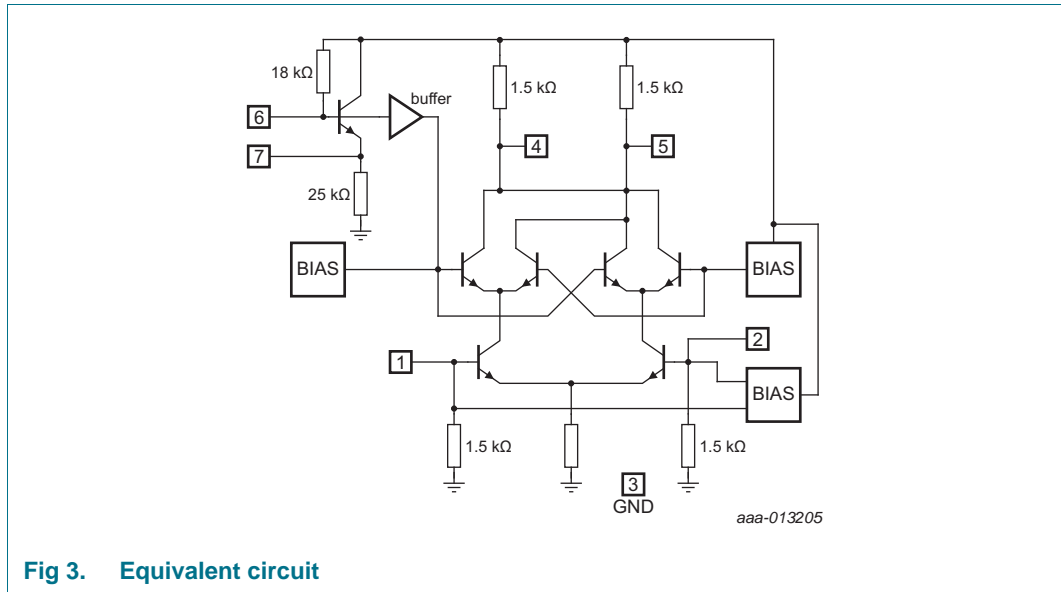 18 kΩ
1.5 kΩ
1.5 kΩ
buffer
6
4
5
7
25 kΩ
BIAS
BIAS
2
1
BIAS
1.5 kΩ
1.5 kΩ
3
GND
aaa-013205
Fig 3. Equivalent circuit